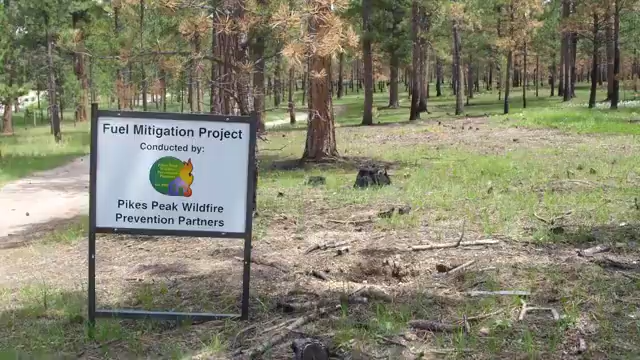 Fuel Mitigation Project
Conducted by:
Pikes Peak Wildfire
Prevention Partners